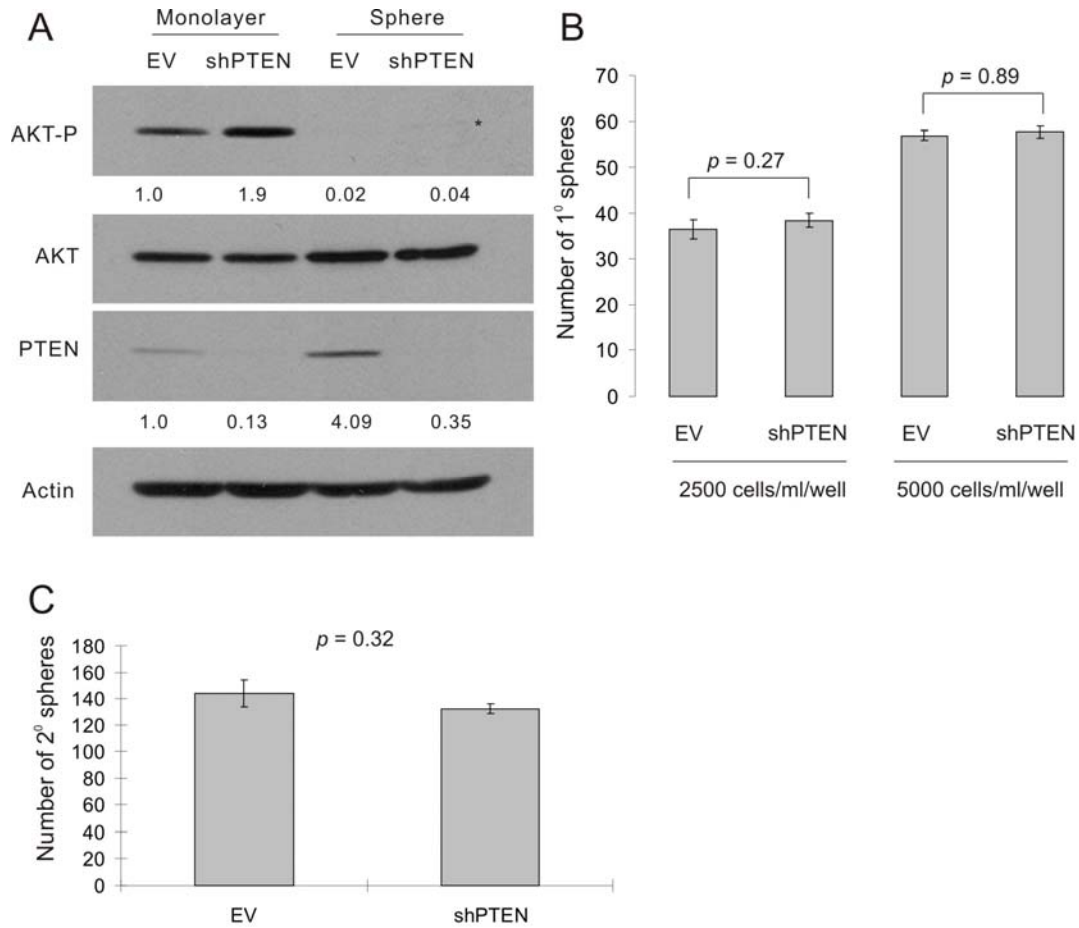 A
Monolayer Sphere
EV shPTEN EV shPTEN
AKT-P
*
1.0 1.9 0.02 0.04
AKT
PTEN
1.0 0.13 4.09 0.35
Actin
B
Number of 1⁰ spheres
70
60
50
40
30
20
10
0
p = 0.27
p = 0.89
EV shPTEN EV shPTEN
2500 cells/ml/well 5000 cells/ml/well
C
Number of 2⁰ spheres
180
160
140
120
100
80
60
40
20
0
p = 0.32
EV shPTEN